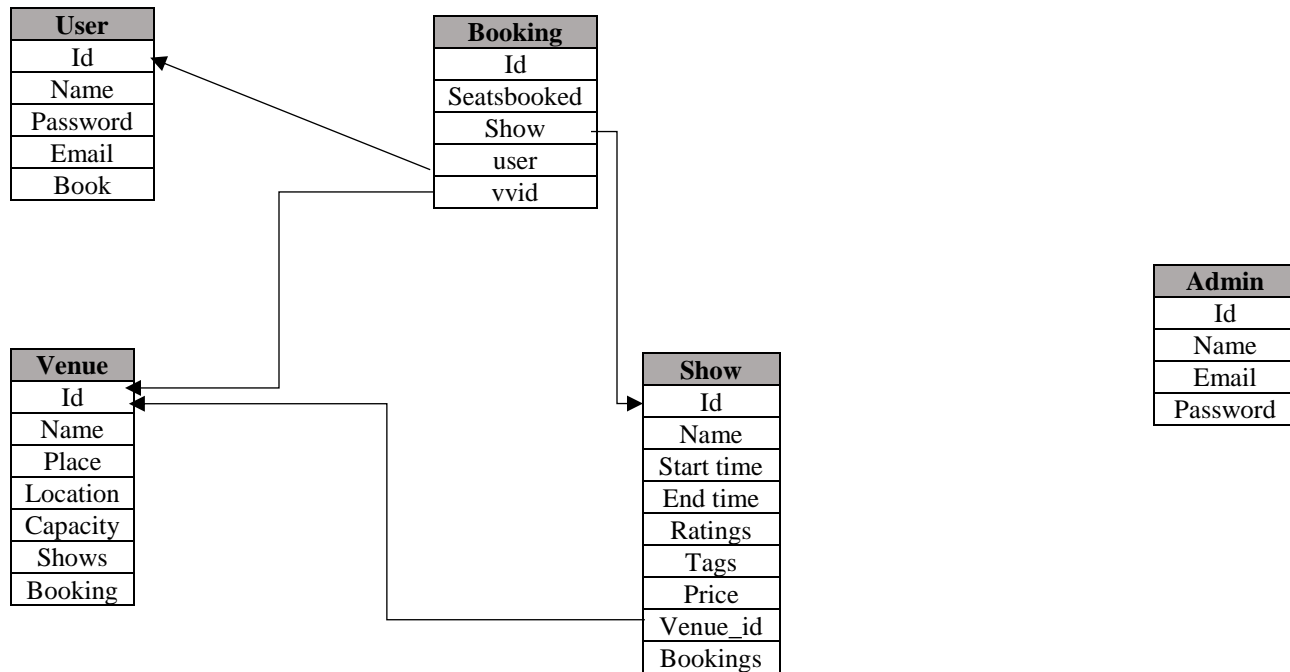 User
Id
Name
Password
Email
Book
Booking
Id
Seatsbooked
Show
user
vvid
Admin
Id
Name
Email
Password
Venue
Id
Name
Place
Location
Capacity
Shows
Booking
Show
Id
Name
Start time
End time
Ratings
Tags
Price
Venue_id
Bookings